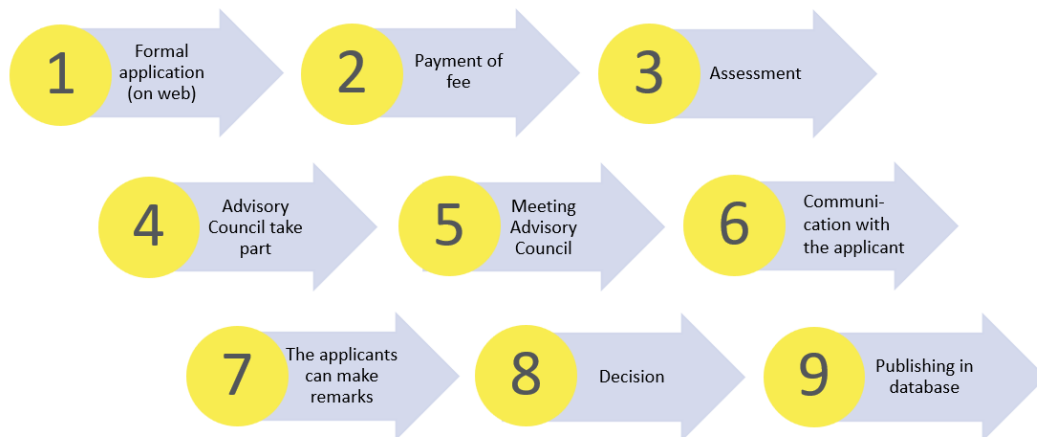 1
Formal
application
(on web)
2
Payment of
fee
3
Assessment
4
Advisory
Council take
part
5
Meeting
Advisory
Council
6
Communi-
cation with
the applicant
7
The applicants
can make
remarks
8
Decision
9
Publishing in
database